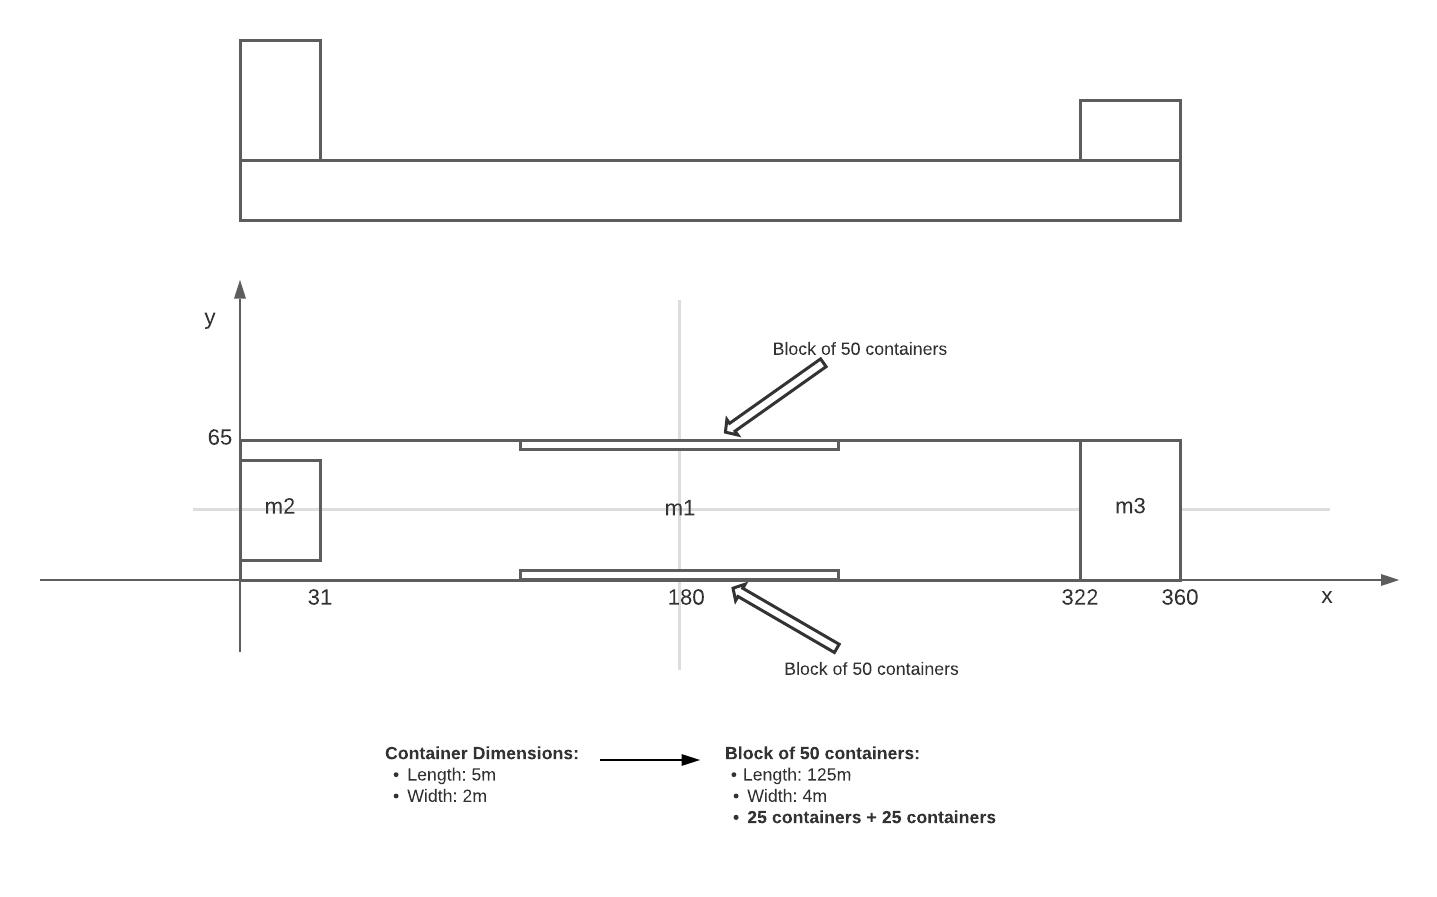 y
Block of 50 containers
65
m2
m1
m3
31
180
322
360
x
Block of 50 containers
Container Dimensions:
• Length: 5m
• Width: 2m
Block of 50 containers:
• Length: 125m
• Width: 4m
• 25 containers + 25 containers